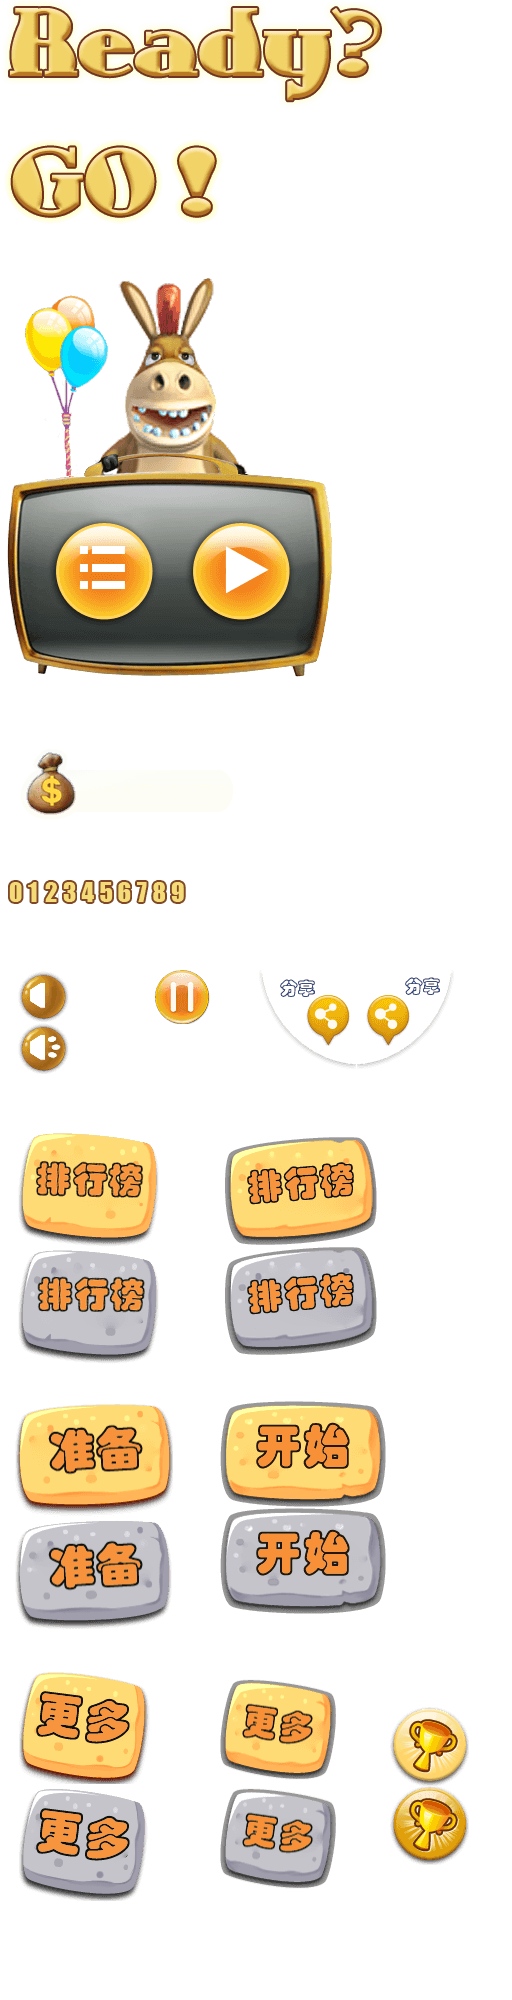 Ready?
GO!
$
0123456789
分享 分享
排行榜 排行榜
排行榜 排行榜
准备 开始
准备 开始
更多 更多
更多 更多